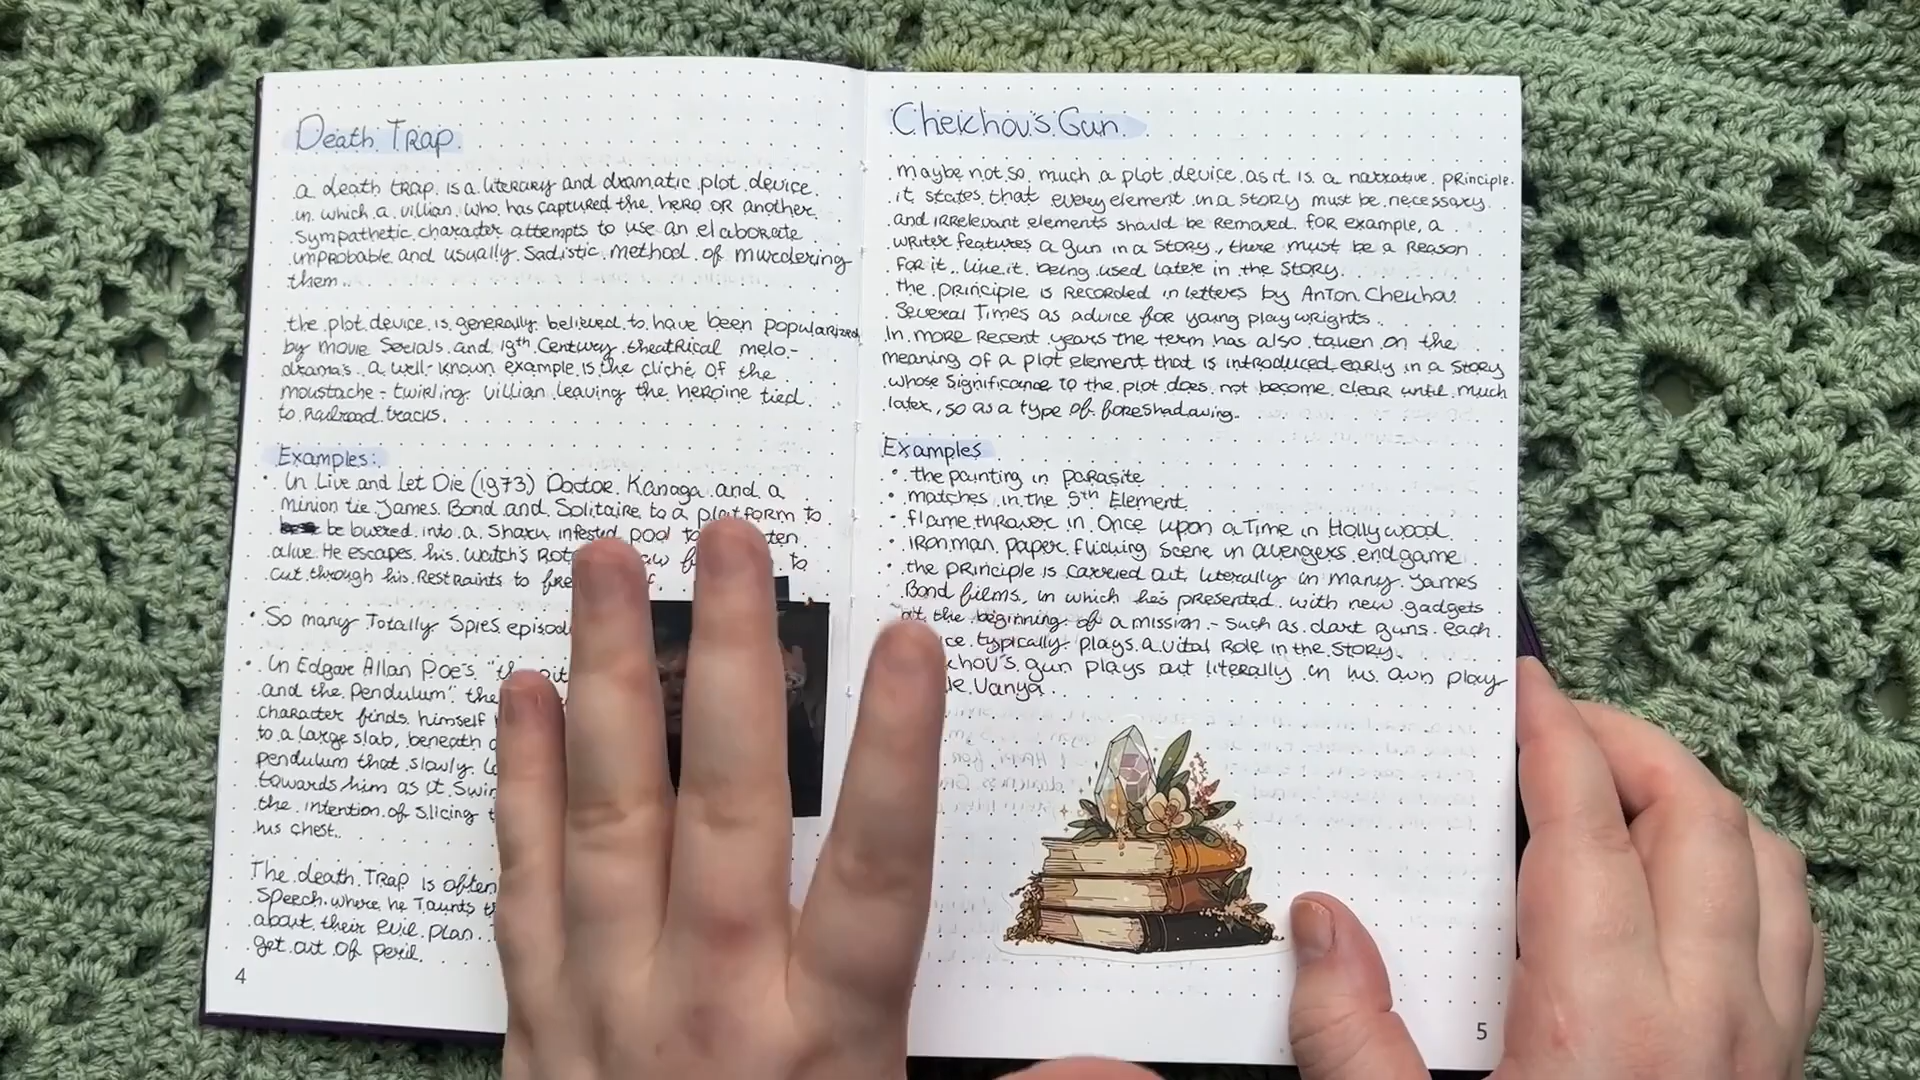 Death Trap.
a death trap is a literary and dramatic plot device
in which a villian who has captured the hero or another
sympathetic character attempts to use an elaborate
improbable and usually sadistic method of murdering
them..
the plot device is generally believed to have been popularized
by movie serials and 19th Century theatrical melo-
drama's. a well-known example is the cliché of the
moustache-twirling villian leaving the heroine tied
to railroad tracks.
Examples:
• In Live and Let Die (1973) Doctor Kanaga and a
minion tie James Bond and Solitaire to a platform to
be lowered into a shark infested pool
alive. He escapes his watch's to
cut through his restraints to
• So many Totally Spies
• In Edgar Allan Poe's
and the Pendulum" the
character finds himself
to a large slab, beneath
pendulum that slowly
towards him as it
the intention of slicing
his chest.
The death trap is often
speech where he taunts
about their evil plan.
get out of peril.
4
Chekhov's Gun.
maybe not so much a plot device as it is a narrative principle.
it states that every element in a story must be necessary
and irrelevant elements should be removed. for example, a
writer features a gun in a story, there must be a reason
for it.. like it being used later in the story.
the principle is recorded in letters by Anton Chekhov
several times as advice for young playwrights.
In more recent years the term has also taken on the
meaning of a plot element that is introduced early in a story
whose significance to the plot does not become clear until much
later, so as a type of foreshadowing.
Examples
• the painting in parasite
• matches in the 5th Element
• flame thrower in Once upon a Time in Hollywood
• Ironman paper flicking scene in avengers endgame
• the principle is carried out literally in many James
Bond films, in which he's presented with new gadgets
at the beginning of a mission - such as dart guns. each
typically plays a vital role in the story.
gun plays out literally in his own play
Vanya.
5